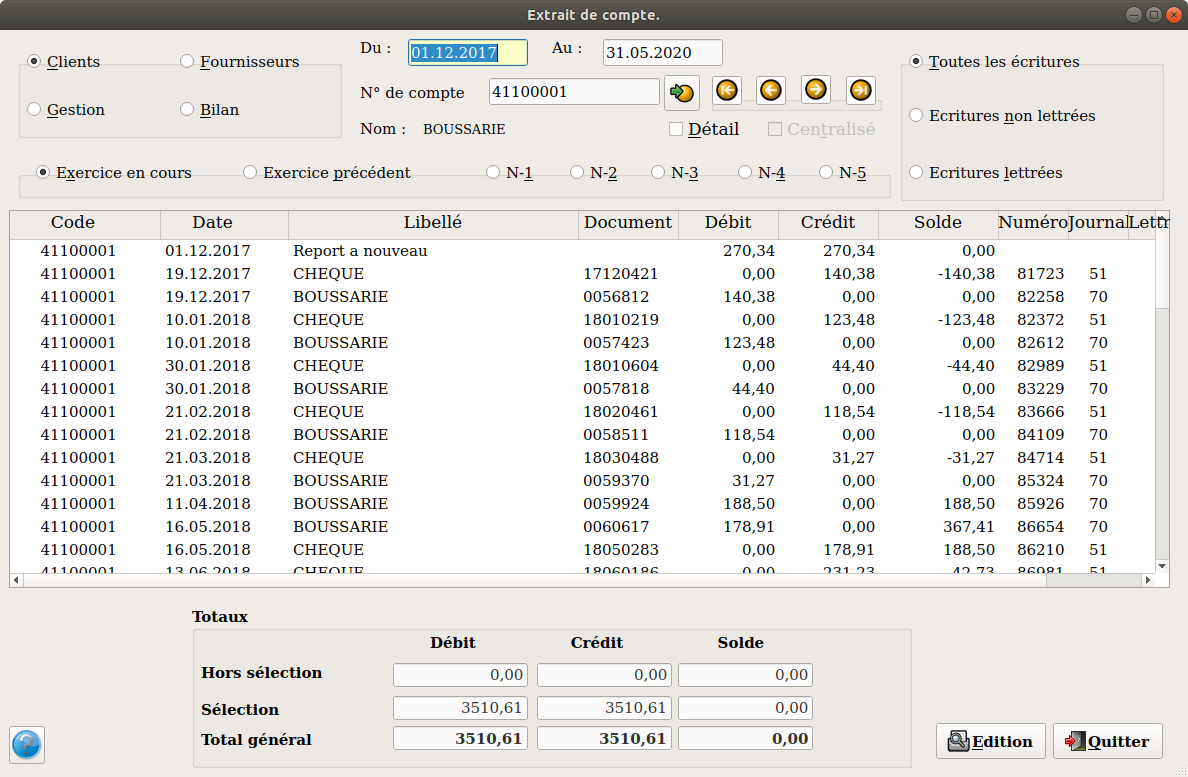 Extrait de compte.
Clients Fournisseurs
Gestion Bilan
Du : 01.12.2017 Au : 31.05.2020
N° de compte 41100001
Nom : BOUSSARIE Détail Centralisé
Toutes les écritures
Ecritures non lettrées
Ecritures lettrées
Exercice en cours Exercice précédent N-1 N-2 N-3 N-4 N-5
Code Date Libellé Document Débit Crédit Solde Numéro Journal Lettr
41100001 01.12.2017 Report a nouveau 270,34 270,34 0,00
41100001 19.12.2017 CHEQUE 17120421 0,00 140,38 -140,38 81723 51
41100001 19.12.2017 BOUSSARIE 0056812 140,38 0,00 0,00 82258 70
41100001 10.01.2018 CHEQUE 18010219 0,00 123,48 -123,48 82372 51
41100001 10.01.2018 BOUSSARIE 0057423 123,48 0,00 0,00 82612 70
41100001 30.01.2018 CHEQUE 18010604 0,00 44,40 -44,40 82989 51
41100001 30.01.2018 BOUSSARIE 0057818 44,40 0,00 0,00 83229 70
41100001 21.02.2018 CHEQUE 18020461 0,00 118,54 -118,54 83666 51
41100001 21.02.2018 BOUSSARIE 0058511 118,54 0,00 0,00 84109 70
41100001 21.03.2018 CHEQUE 18030488 0,00 31,27 -31,27 84714 51
41100001 21.03.2018 BOUSSARIE 0059370 31,27 0,00 0,00 85324 70
41100001 11.04.2018 BOUSSARIE 0059924 188,50 0,00 188,50 85926 70
41100001 16.05.2018 BOUSSARIE 0060617 178,91 0,00 367,41 86654 70
41100001 16.05.2018 CHEQUE 18050283 0,00 178,91 188,50 86210 51
41100001 13.06.2018 CHEQUE 18060186 0,00 231,23 -42,73 86981 51
Totaux
Débit Crédit Solde
Hors sélection 0,00 0,00 0,00
Sélection 3510,61 3510,61 0,00
Total général 3510,61 3510,61 0,00
Edition Quitter